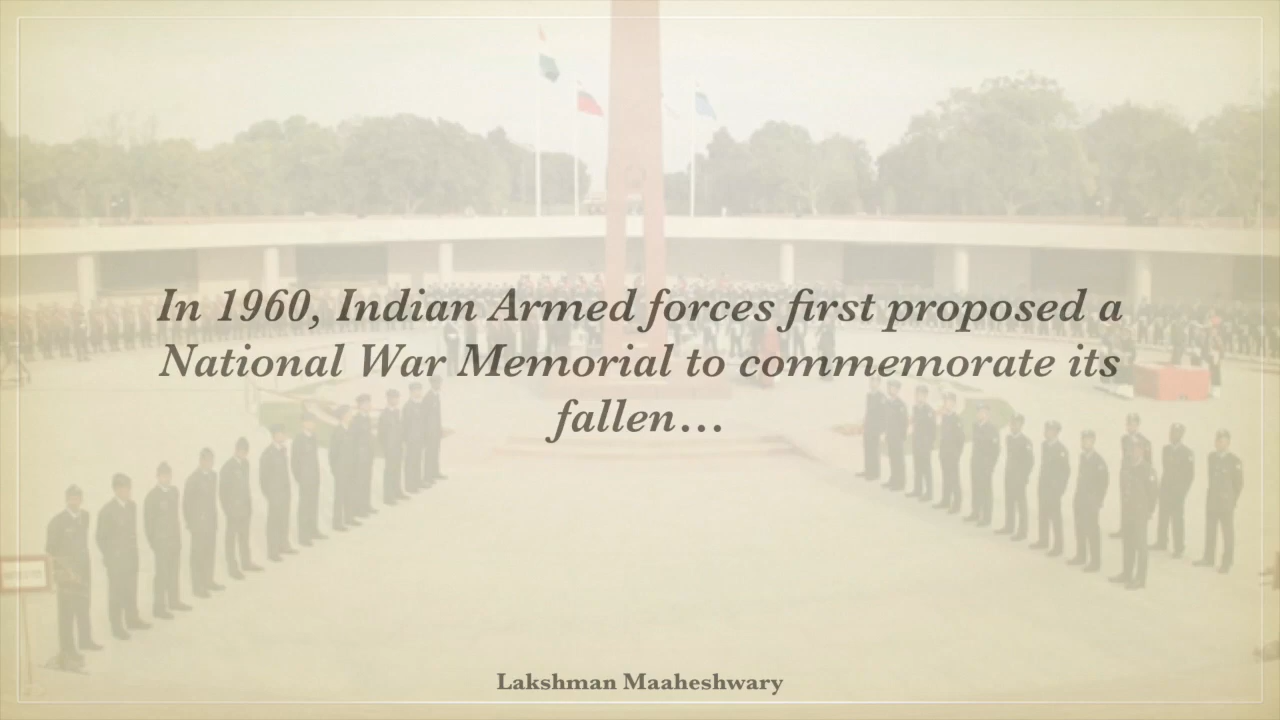 In 1960, Indian Armed forces first proposed a
National War Memorial to commemorate its
fallen…
Lakshman Maaheshwary